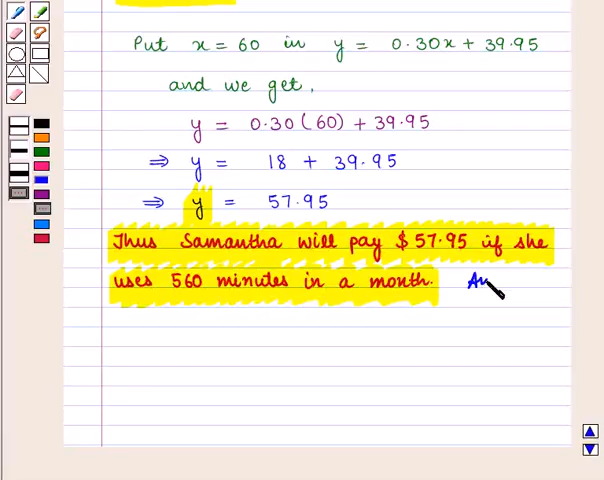 Put x = 60 in y = 0.30x + 39.95
and we get,
y = 0.30(60) + 39.95
⇒ y = 18 + 39.95
⇒ y = 57.95
Thus Samantha will pay $57.95 if she
uses 560 minutes in a month. An